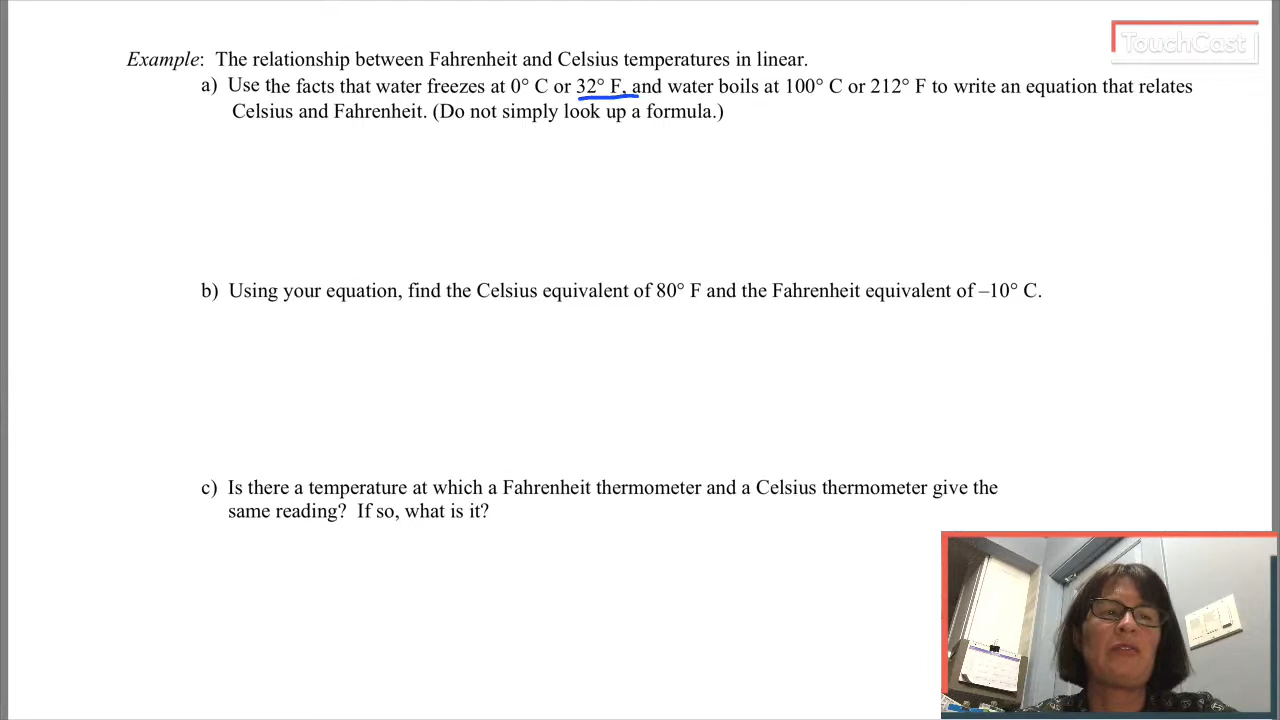 TouchCast
Example: The relationship between Fahrenheit and Celsius temperatures in linear.
a) Use the facts that water freezes at 0° C or 32° F, and water boils at 100° C or 212° F to write an equation that relates
Celsius and Fahrenheit. (Do not simply look up a formula.)
b) Using your equation, find the Celsius equivalent of 80° F and the Fahrenheit equivalent of –10° C.
c) Is there a temperature at which a Fahrenheit thermometer and a Celsius thermometer give the
same reading? If so, what is it?